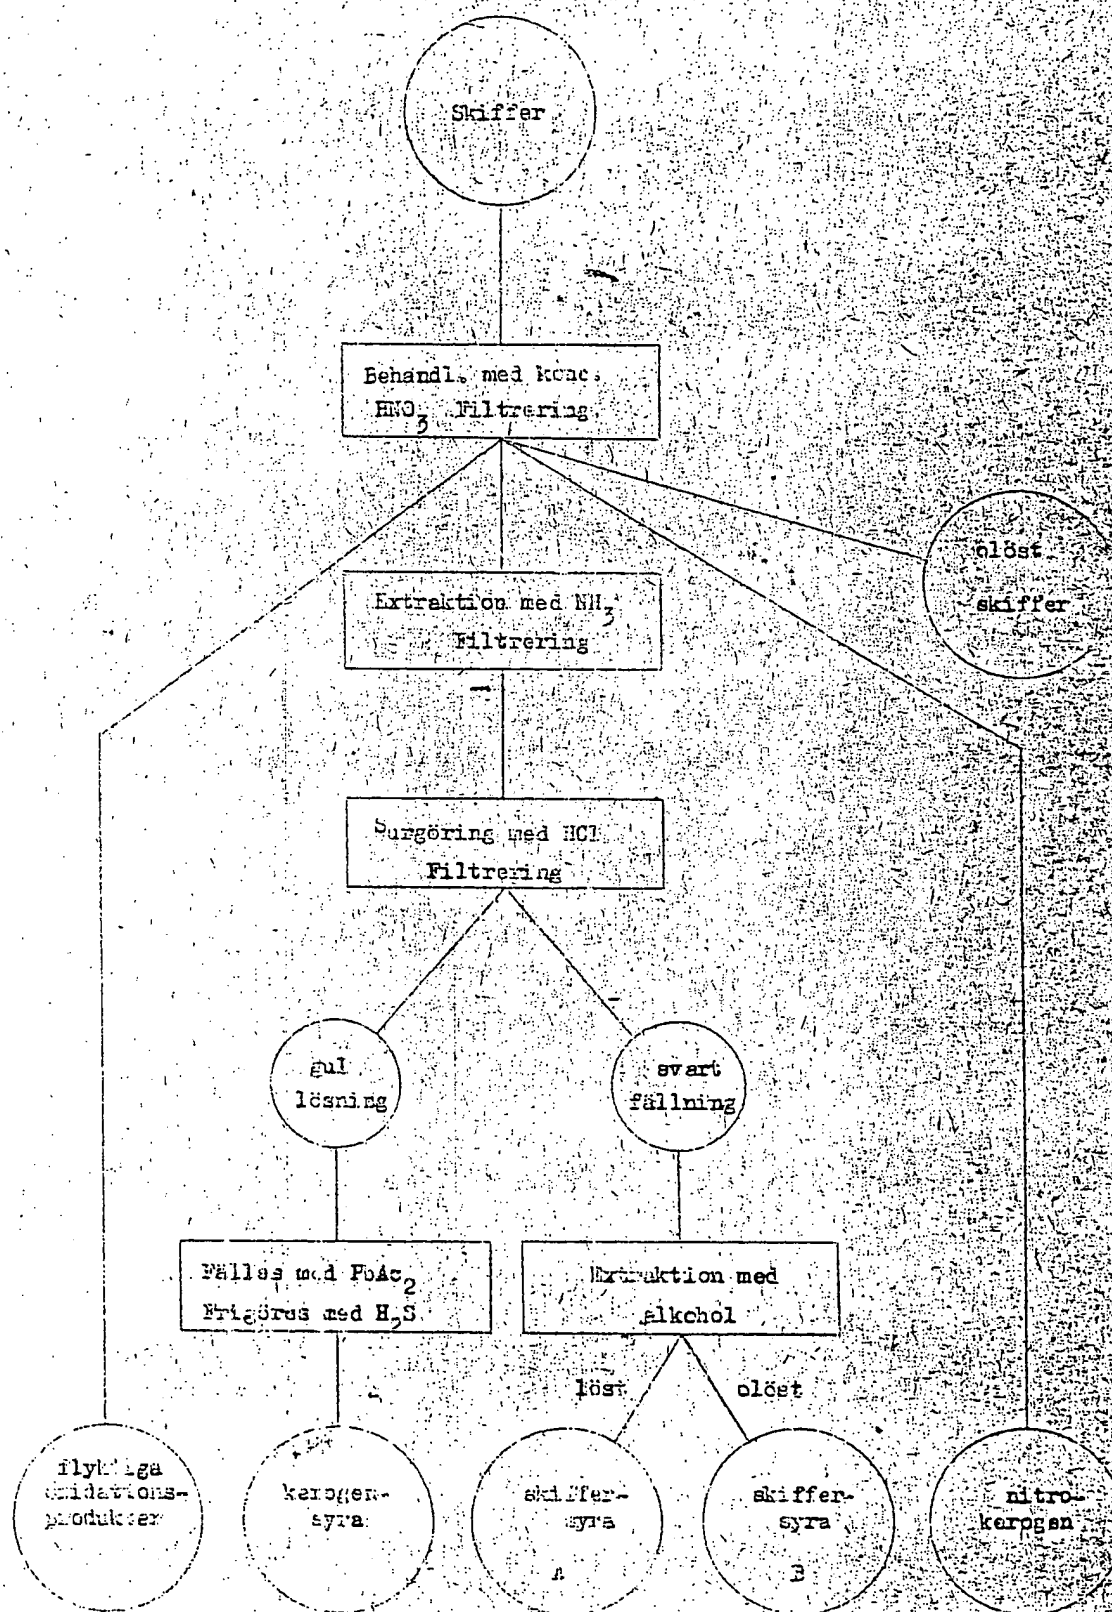 Skiffer
Behandl. med konc.
HNO3 Filtrering
olöst
skiffer
Extraktion med NH3
Filtrering
Surgöring med HCl
Filtrering
gul
lösning
svart
fällning
Fälles med PbAc2
Frigöres med H2S
Extraktion med
alkohol
löst
olöst
flyktiga
oxidations-
produkter
kerogen-
syra
skiffer-
syra
A
skiffer-
syra
B
nitro-
kerogen